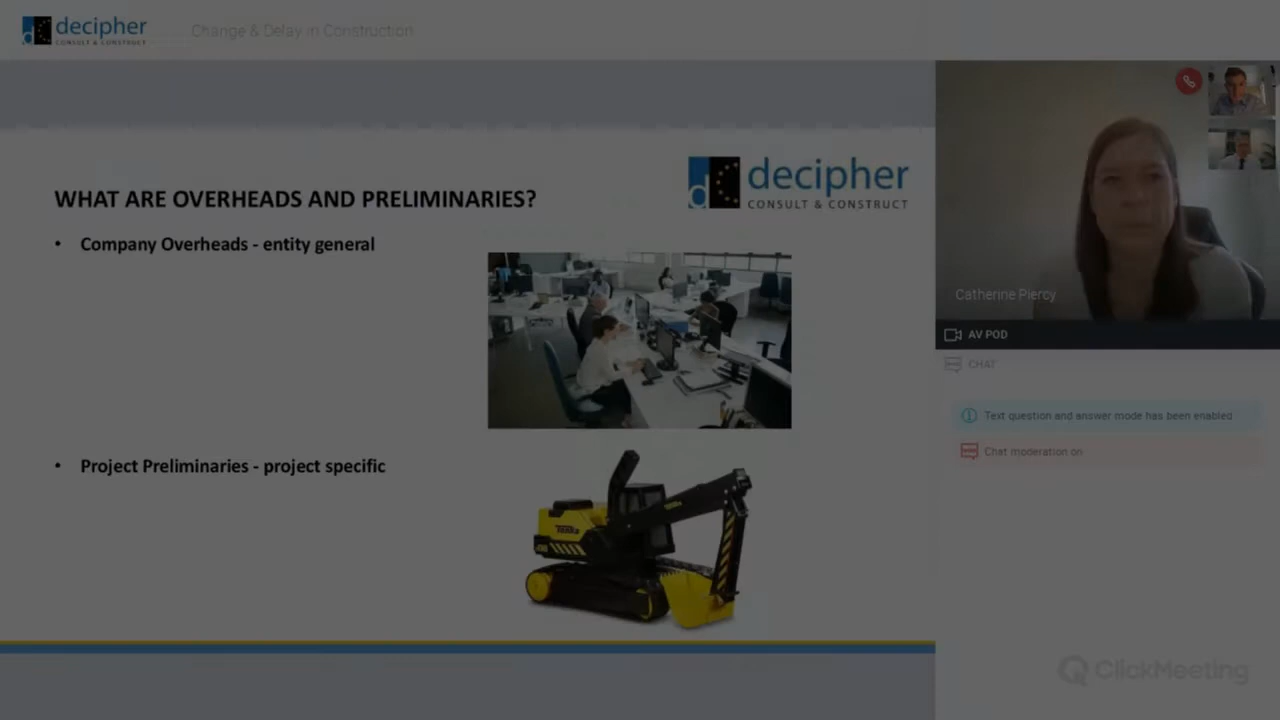 decipher
CONSULT & CONSTRUCT
Change & Delay in Construction
decipher
CONSULT & CONSTRUCT
WHAT ARE OVERHEADS AND PRELIMINARIES?
• Company Overheads - entity general
• Project Preliminaries - project specific
TONKA
Catherine Piercy
AV POD
CHAT
Text question and answer mode has been enabled
Chat moderation on
ClickMeeting